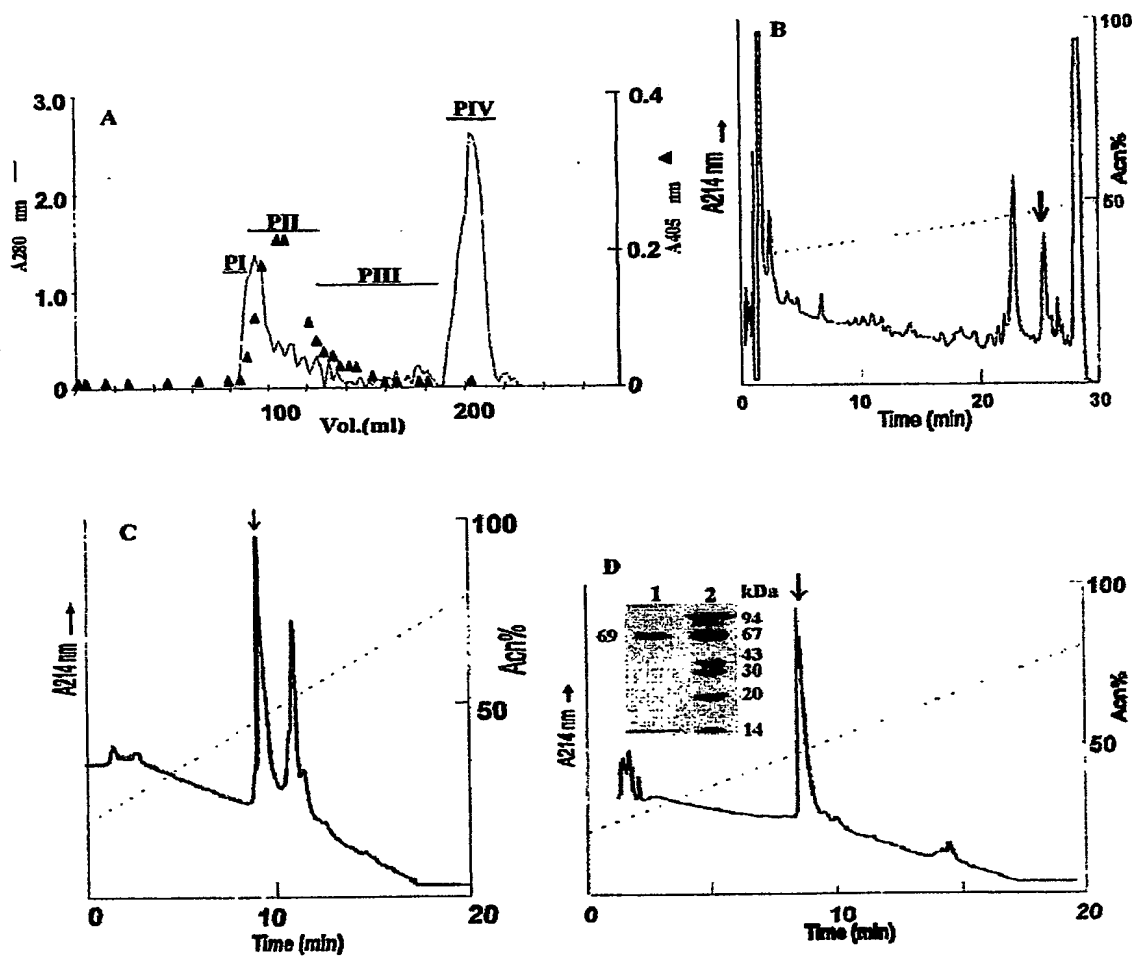 A
3.0
2.0
1.0
0
A280 nm
PI
PII
PIII
PIV
0.4
0.2
0
A405 nm
100
200
Vol.(ml)
B
A214 nm
100
50
Acn%
0
10
20
30
Time (min)
C
A214 nm
100
50
Acn%
0
10
20
Time (min)
D
1 2 kDa
69
94
67
43
30
20
14
A214 nm
100
50
Acn%
0
10
20
Time (min)